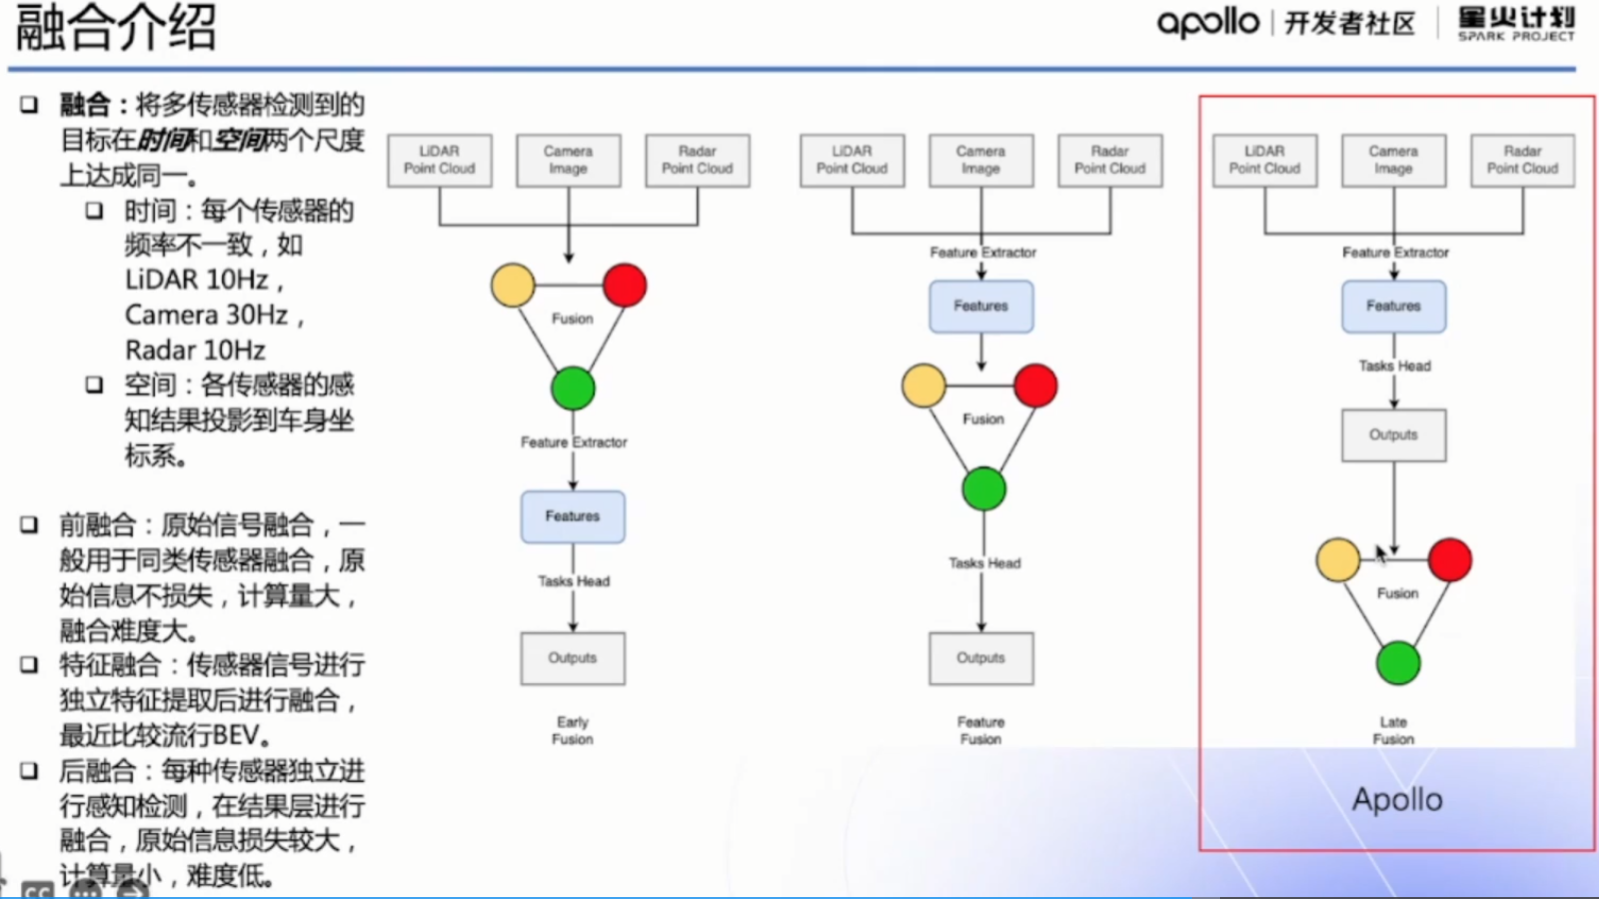 融合介绍
apollo | 开发者社区 | 星火计划
SPARK PROJECT
融合：将多传感器检测到的
目标在时间和空间两个尺度
上达成同一。
时间：每个传感器的
频率不一致，如
LiDAR 10Hz，
Camera 30Hz，
Radar 10Hz
空间：各传感器的感
知结果投影到车身坐
标系。
前融合：原始信号融合，一
般用于同类传感器融合，原
始信息不损失，计算量大，
融合难度大。
特征融合：传感器信号进行
独立特征提取后进行融合，
最近比较流行BEV。
后融合：每种传感器独立进
行感知检测，在结果层进行
融合，原始信息损失较大，
计算量小，难度低。
CC
LiDAR
Point Cloud
Camera
Image
Radar
Point Cloud
Fusion
Feature Extractor
Features
Tasks Head
Outputs
Early
Fusion
LiDAR
Point Cloud
Camera
Image
Radar
Point Cloud
Feature Extractor
Features
Fusion
Tasks Head
Outputs
Feature
Fusion
LiDAR
Point Cloud
Camera
Image
Radar
Point Cloud
Feature Extractor
Features
Tasks Head
Outputs
Fusion
Late
Fusion
Apollo